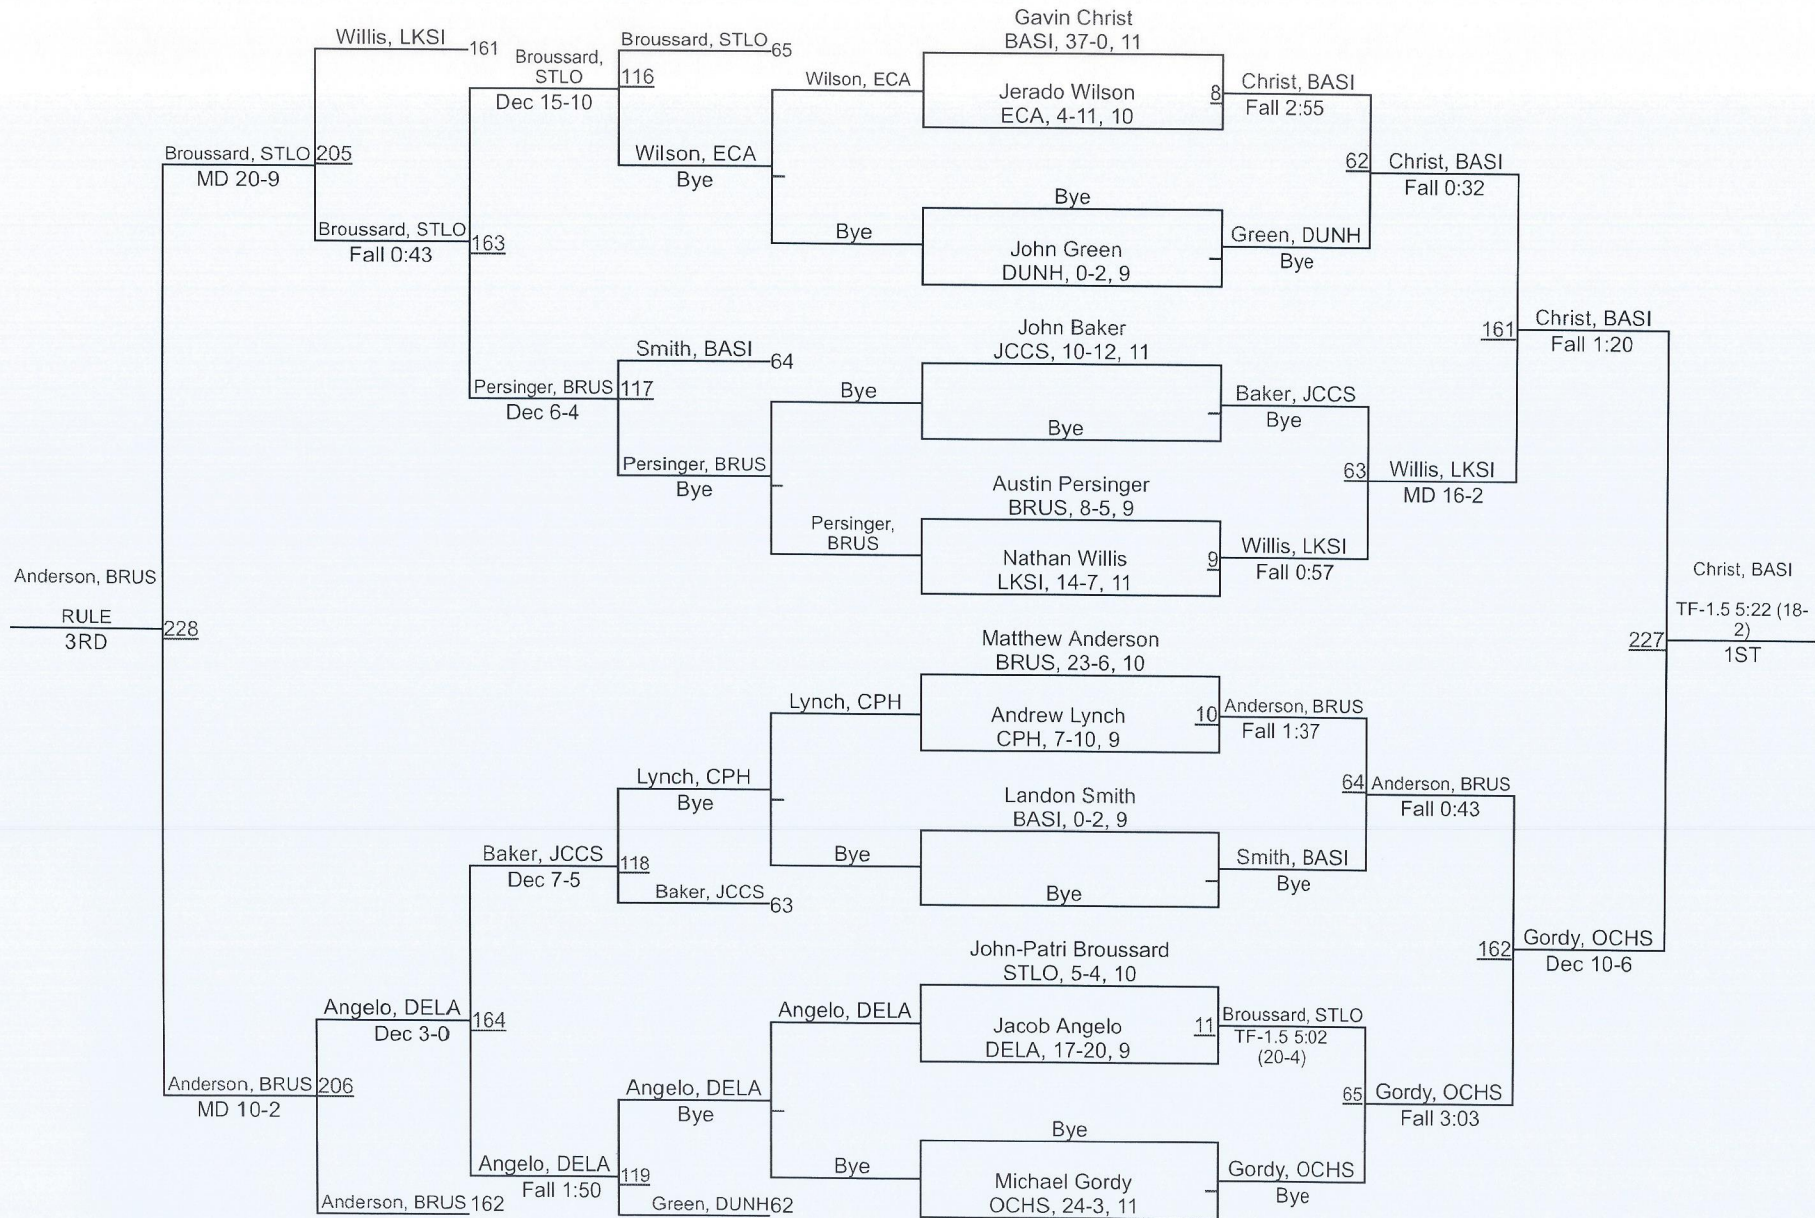 Gavin Christ
BASI, 37-0, 11
Willis, LKSI
161
Broussard, STLO
65
Broussard,
STLO
116
Dec 15-10
Wilson, ECA
Jerado Wilson
ECA, 4-11, 10
8
Christ, BASI
Fall 2:55
Broussard, STLO
205
MD 20-9
Wilson, ECA
Bye
62
Christ, BASI
Fall 0:32
Bye
Broussard, STLO
163
Fall 0:43
Bye
John Green
DUNH, 0-2, 9
Green, DUNH
Bye
John Baker
JCCS, 10-12, 11
161
Christ, BASI
Fall 1:20
Smith, BASI
64
Persinger, BRUS
117
Dec 6-4
Bye
Bye
Baker, JCCS
Bye
Persinger, BRUS
Bye
Austin Persinger
BRUS, 8-5, 9
63
Willis, LKSI
MD 16-2
Persinger,
BRUS
Nathan Willis
LKSI, 14-7, 11
9
Willis, LKSI
Fall 0:57
Anderson, BRUS
RULE
3RD
228
Christ, BASI
TF-1.5 5:22 (18-
2)
227
1ST
Matthew Anderson
BRUS, 23-6, 10
Lynch, CPH
Andrew Lynch
CPH, 7-10, 9
10
Anderson, BRUS
Fall 1:37
Lynch, CPH
Bye
Landon Smith
BASI, 0-2, 9
64
Anderson, BRUS
Fall 0:43
Baker, JCCS
118
Dec 7-5
Bye
Bye
Smith, BASI
Bye
Baker, JCCS
63
John-Patri Broussard
STLO, 5-4, 10
162
Gordy, OCHS
Dec 10-6
Angelo, DELA
164
Dec 3-0
Angelo, DELA
Jacob Angelo
DELA, 17-20, 9
11
Broussard, STLO
TF-1.5 5:02
(20-4)
Anderson, BRUS
206
MD 10-2
Angelo, DELA
Bye
65
Gordy, OCHS
Fall 3:03
Bye
Angelo, DELA
119
Fall 1:50
Bye
Michael Gordy
OCHS, 24-3, 11
Gordy, OCHS
Bye
Anderson, BRUS
162
Green, DUNH
62